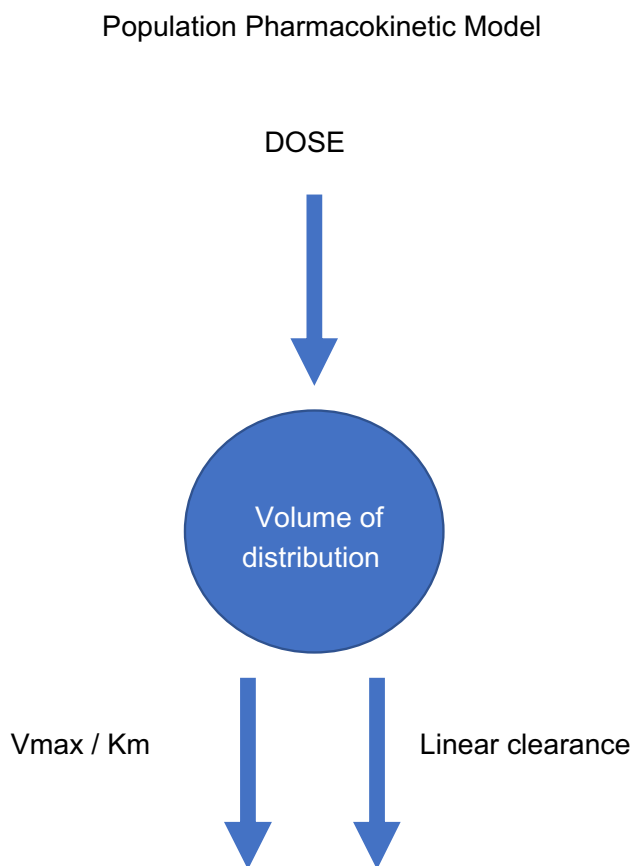 Population Pharmacokinetic Model
DOSE
Volume of
distribution
Vmax / Km
Linear clearance